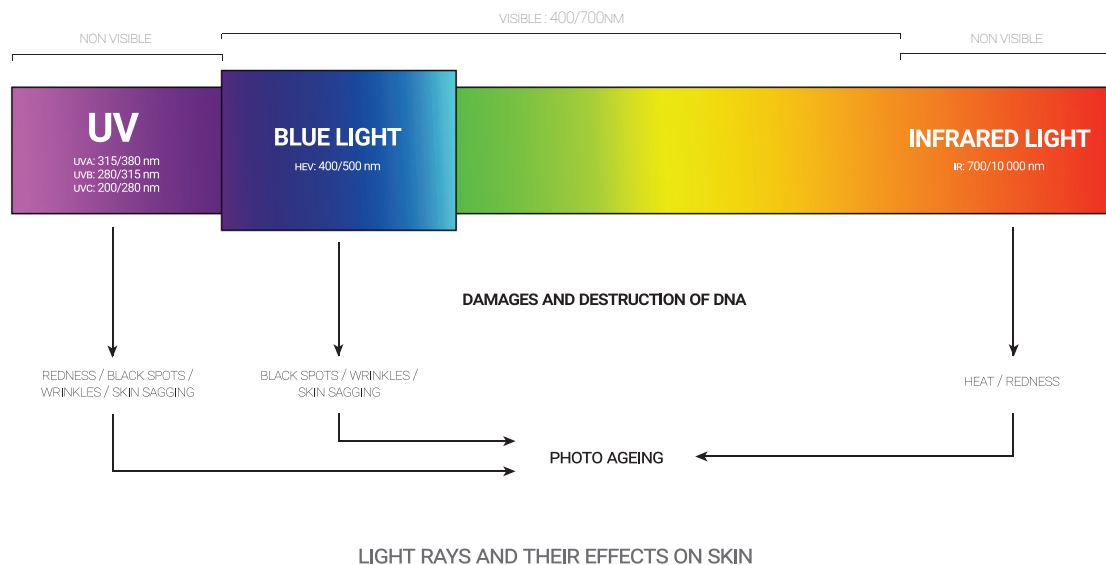 VISIBLE : 400/700NM
NON VISIBLE
NON VISIBLE
UV
UVA: 315/380 nm
UVB: 280/315 nm
UVC: 200/280 nm
BLUE LIGHT
HEV: 400/500 nm
INFRARED LIGHT
IR: 700/10 000 nm
DAMAGES AND DESTRUCTION OF DNA
REDNESS / BLACK SPOTS /
WRINKLES / SKIN SAGGING
BLACK SPOTS / WRINKLES /
SKIN SAGGING
HEAT / REDNESS
PHOTO AGEING
LIGHT RAYS AND THEIR EFFECTS ON SKIN